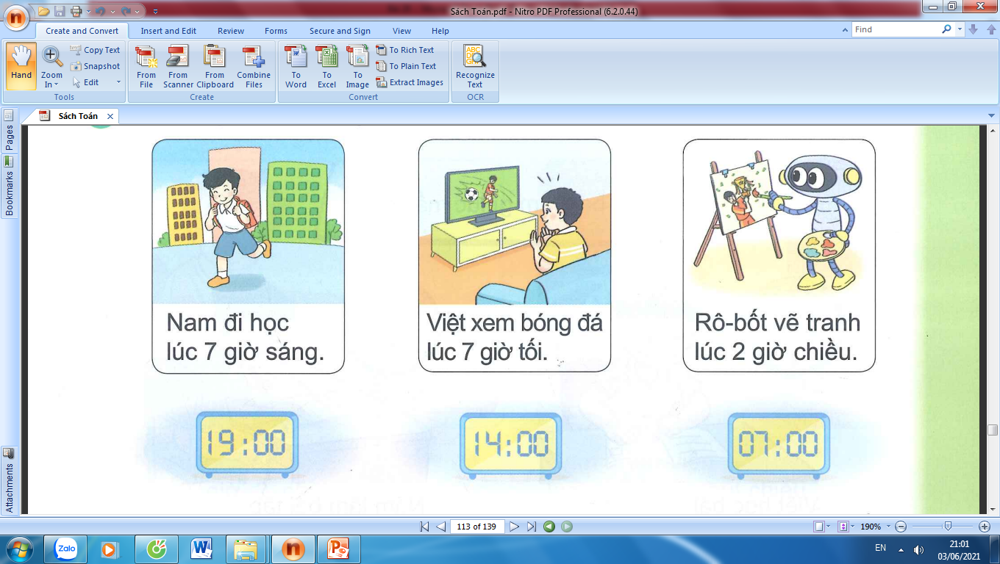 Sách Toán.pdf - Nitro PDF Professional (6.2.0.44)
Create and Convert
Insert and Edit
Review
Forms
Secure and Sign
View
Help
Find
Hand
Zoom
In
Copy Text
Snapshot
Edit
Tools
From
File
From
Scanner
From
Clipboard
Combine
Files
Create
To
Word
To
Excel
To
Image
To Rich Text
To Plain Text
Extract Images
Convert
Recognize
Text
OCR
Sách Toán
Pages
Bookmarks
Attachments
Nam đi học
lúc 7 giờ sáng.
Việt xem bóng đá
lúc 7 giờ tối.
Rô-bốt vẽ tranh
lúc 2 giờ chiều.
19:00
14:00
07:00
113 of 139
190%
Zalo
EN
21:01
03/06/2021